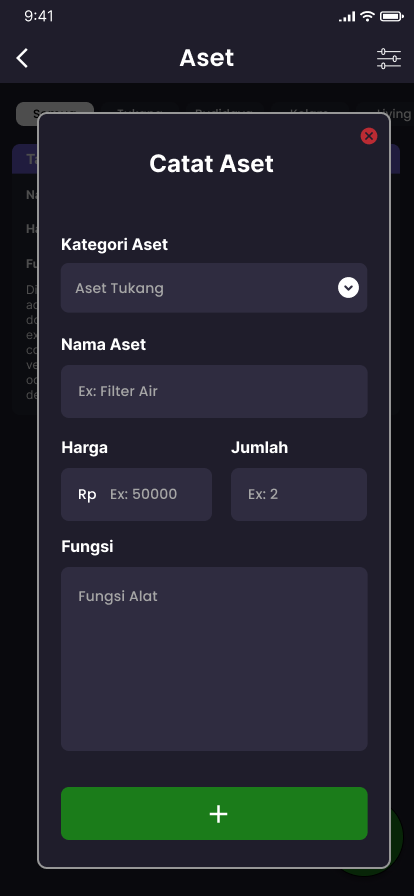 9:41
Aset
Catat Aset
Kategori Aset
Aset Tukang
Nama Aset
Ex: Filter Air
Harga
Jumlah
Rp Ex: 50000
Ex: 2
Fungsi
Fungsi Alat